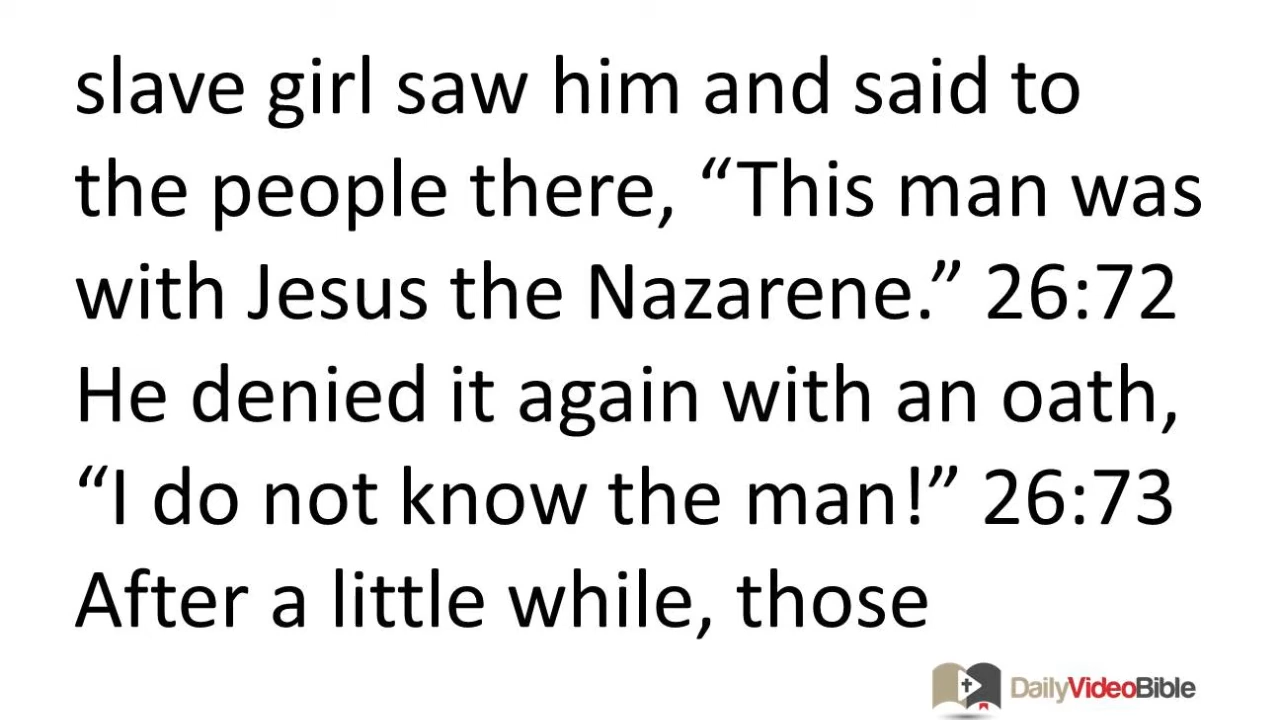 slave girl saw him and said to
the people there, “This man was
with Jesus the Nazarene.” 26:72
He denied it again with an oath,
“I do not know the man!” 26:73
After a little while, those
DailyVideoBible